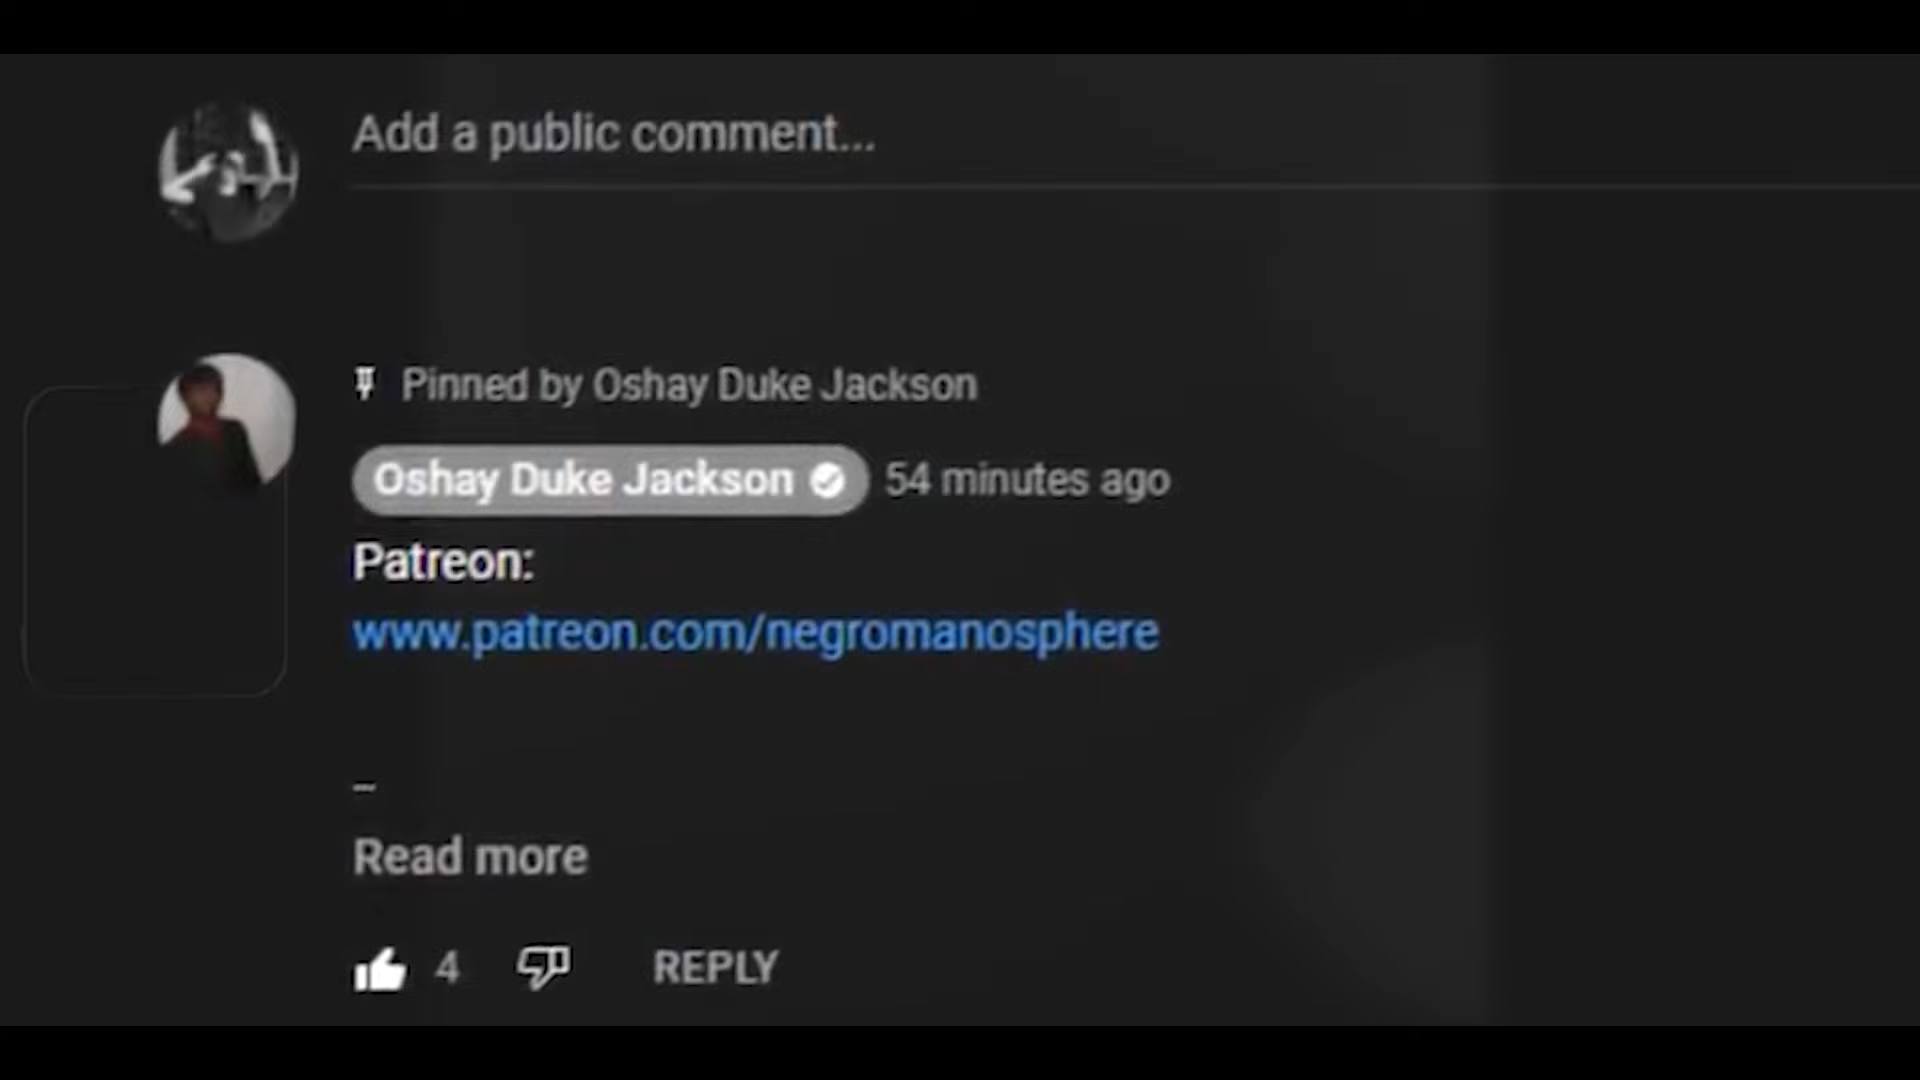 Add a public comment...
Pinned by Oshay Duke Jackson
Oshay Duke Jackson 54 minutes ago
Patreon:
www.patreon.com/negromanosphere
–
Read more
4 REPLY